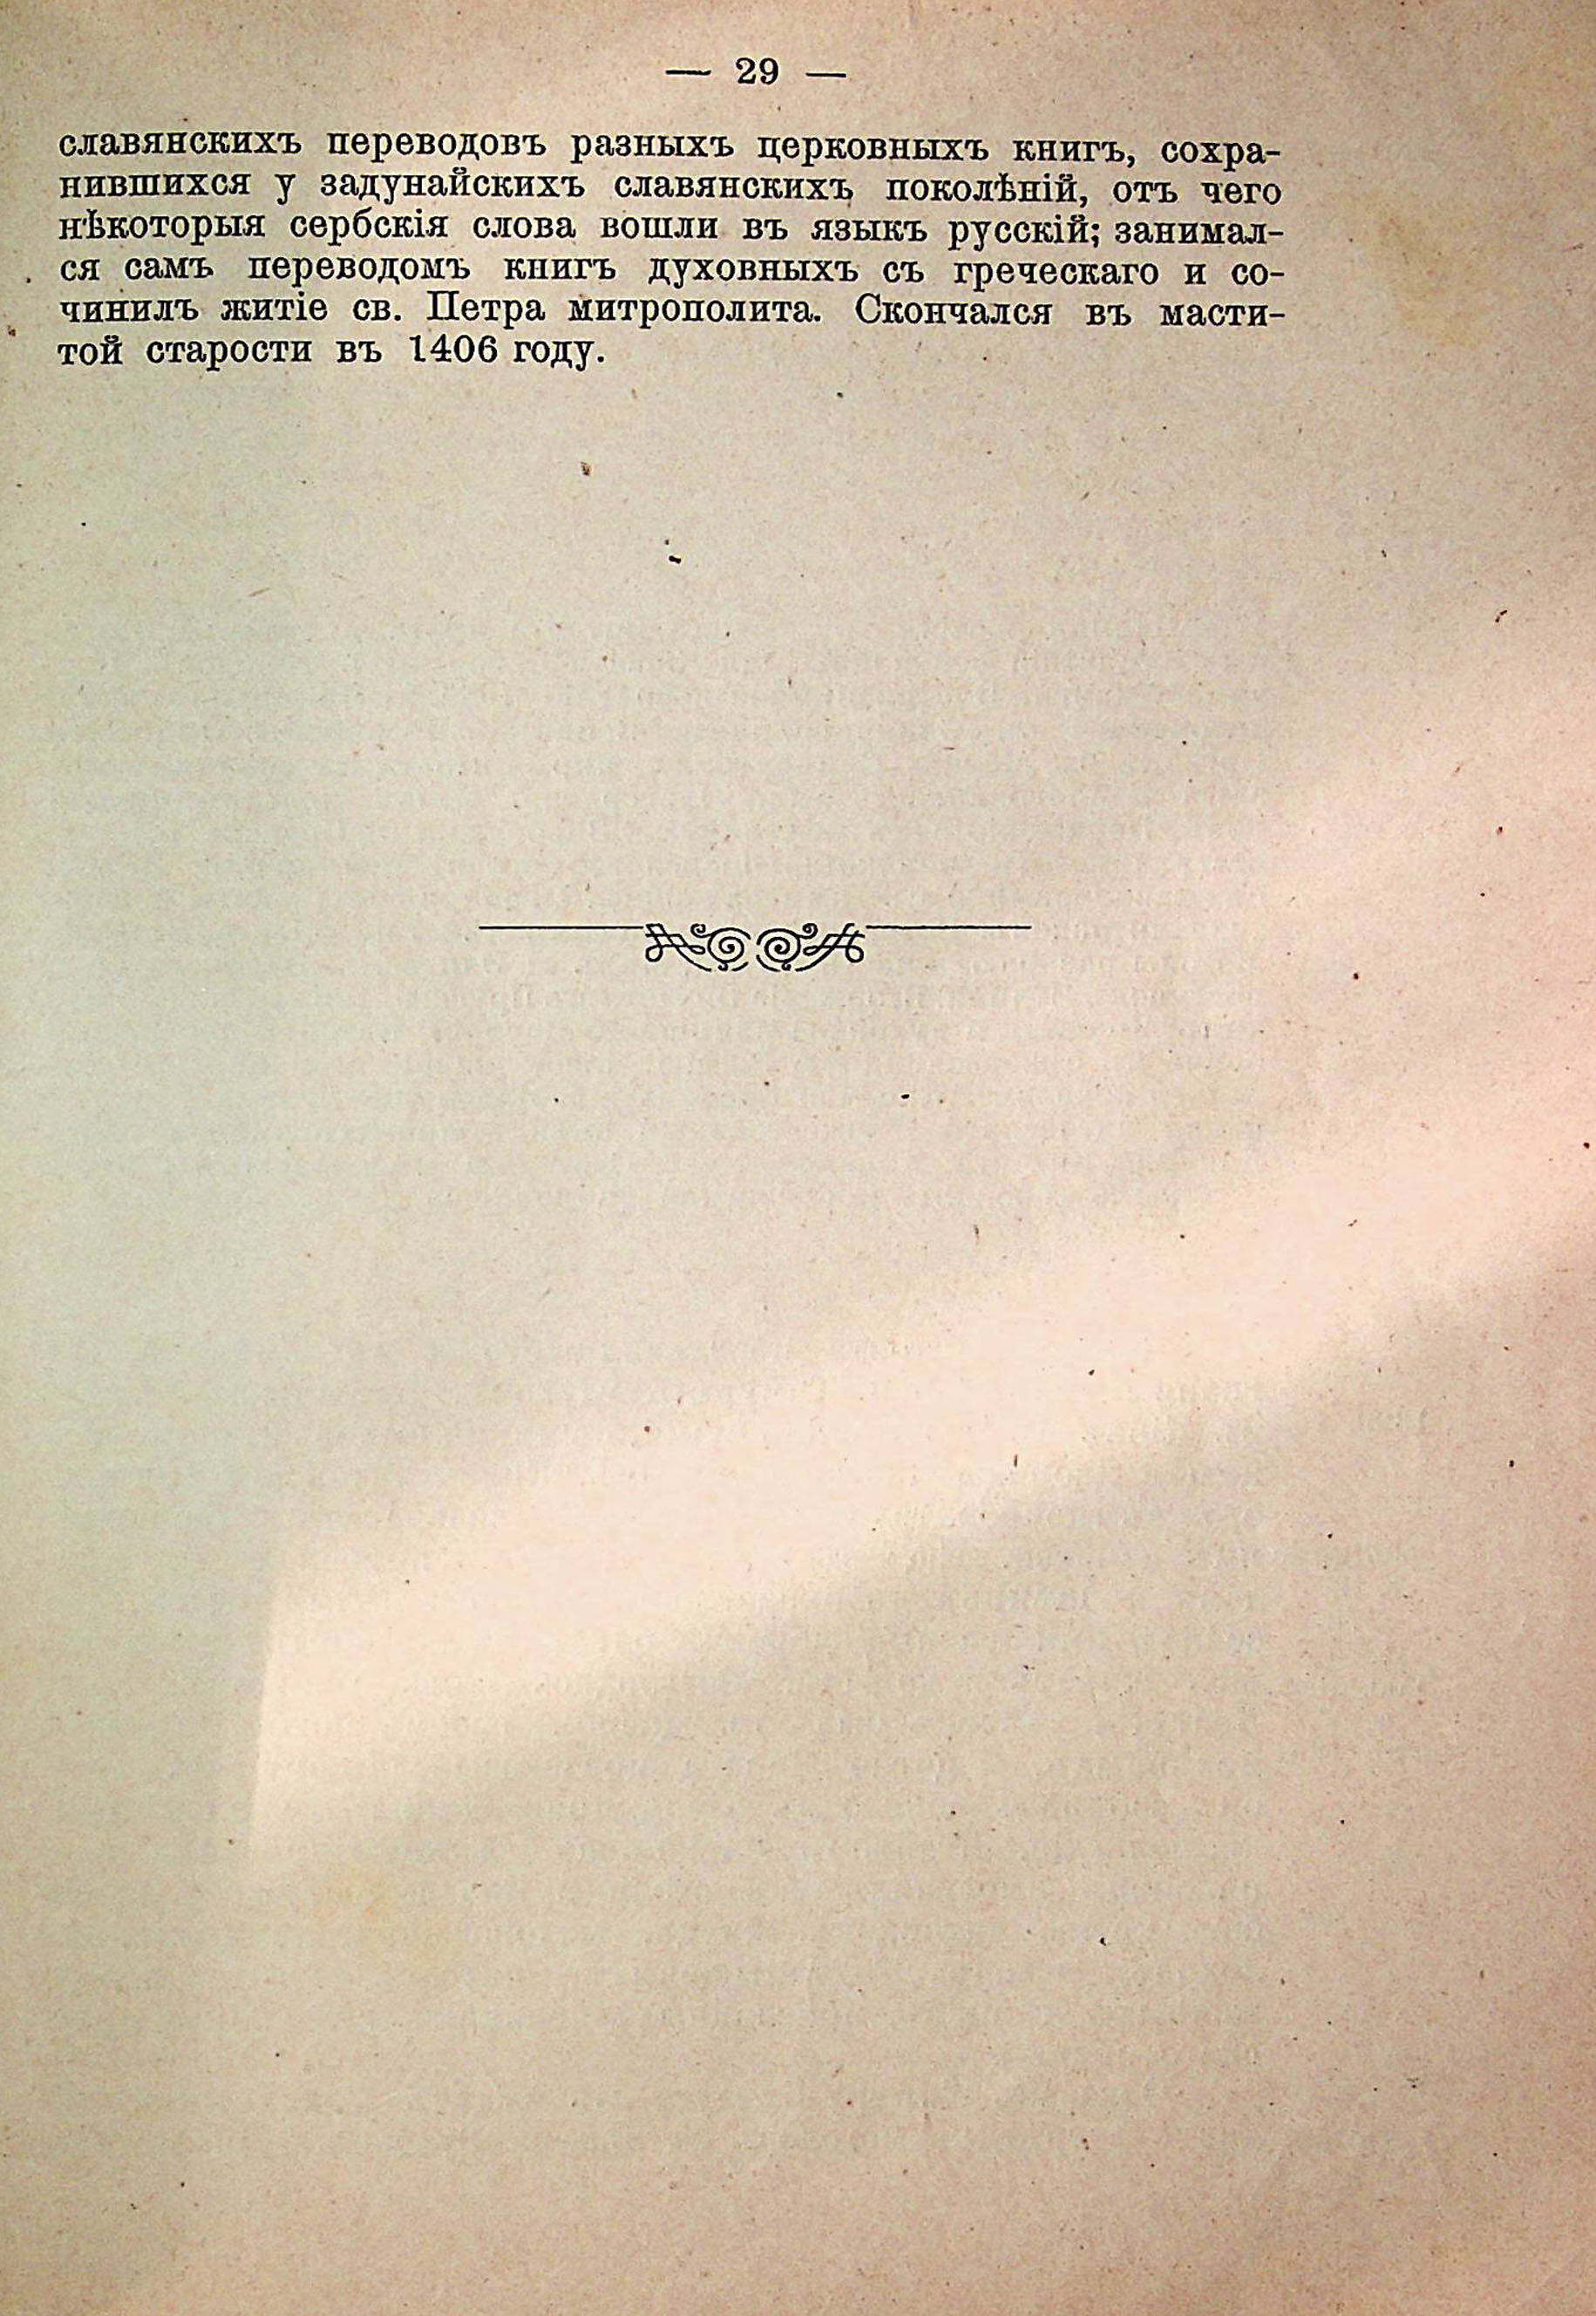 — 29 —
славянскихъ переводовъ разныхъ церковныхъ книгъ, сохра-
нившихся у задунайскихъ славянскихъ поколѣній, отъ чего
нѣкоторыя сербскія слова вошли въ языкъ русскій; занимал-
ся самъ переводомъ книгъ духовныхъ съ греческаго и со-
чинилъ житіе св. Петра митрополита. Скончался въ масти-
той старости въ 1406 году.